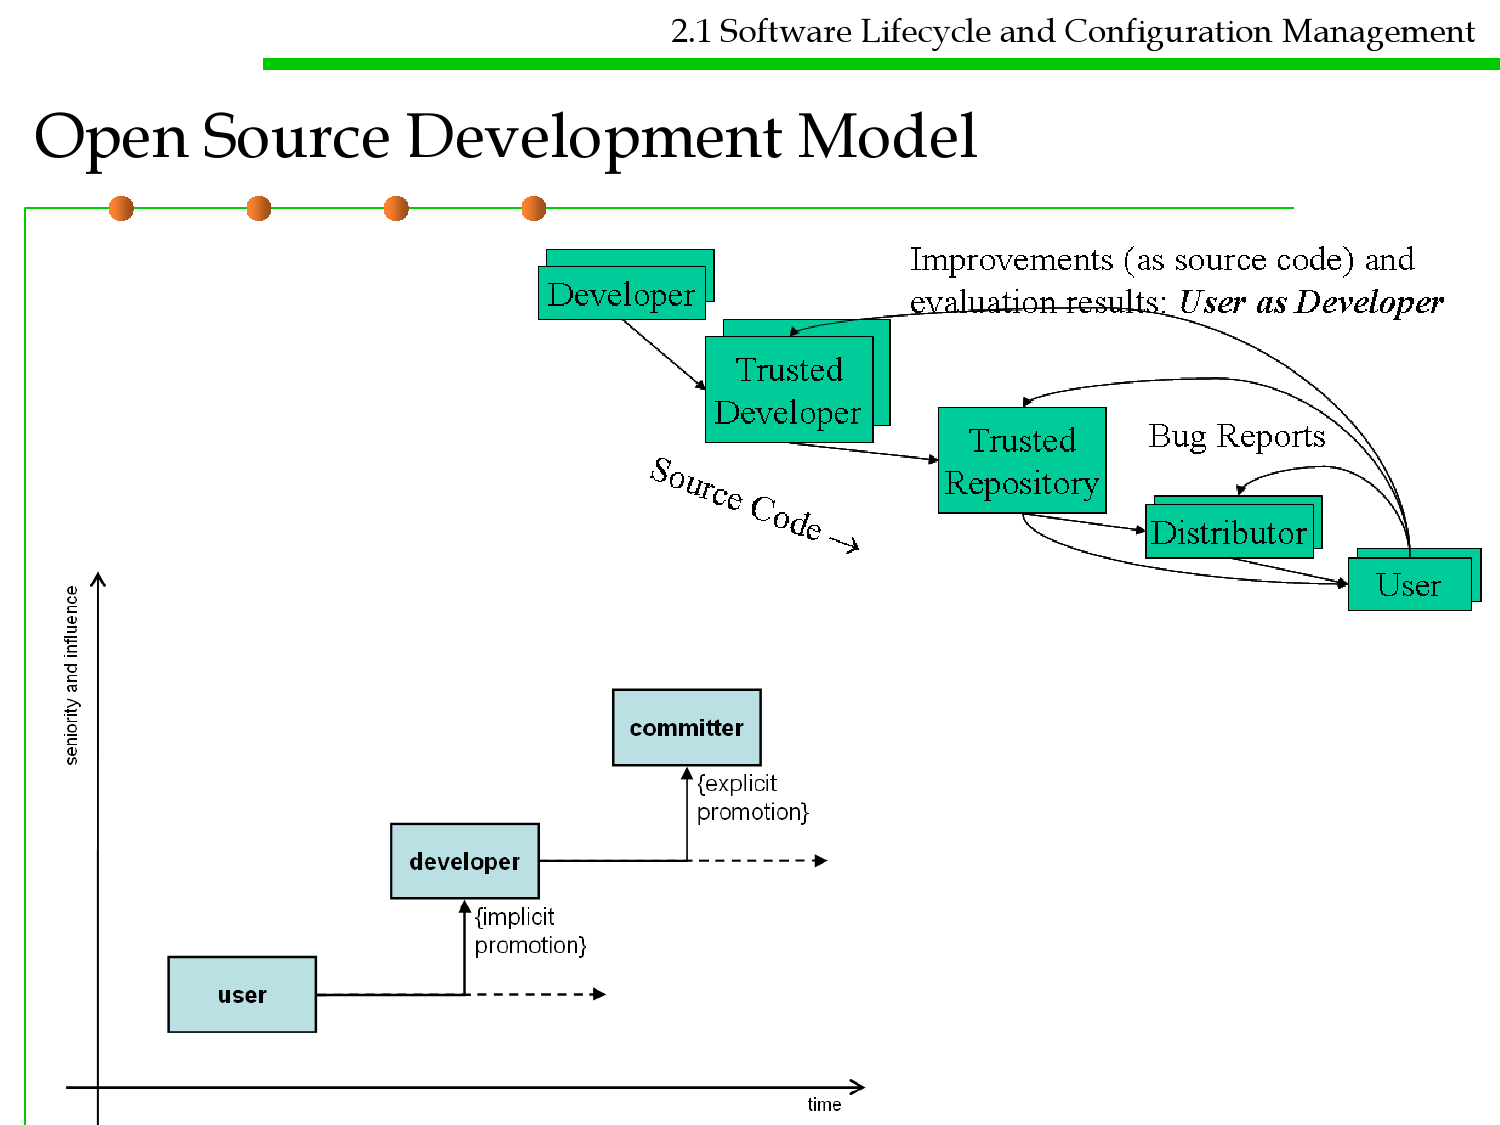 2.1 Software Lifecycle and Configuration Management
Open Source Development Model
Improvements (as source code) and
evaluation results: User as Developer
Developer
Trusted
Developer
Trusted
Repository
Bug Reports
Source Code →
Distributor
User
seniority and influence
committer
{explicit
promotion}
developer
{implicit
promotion}
user
time